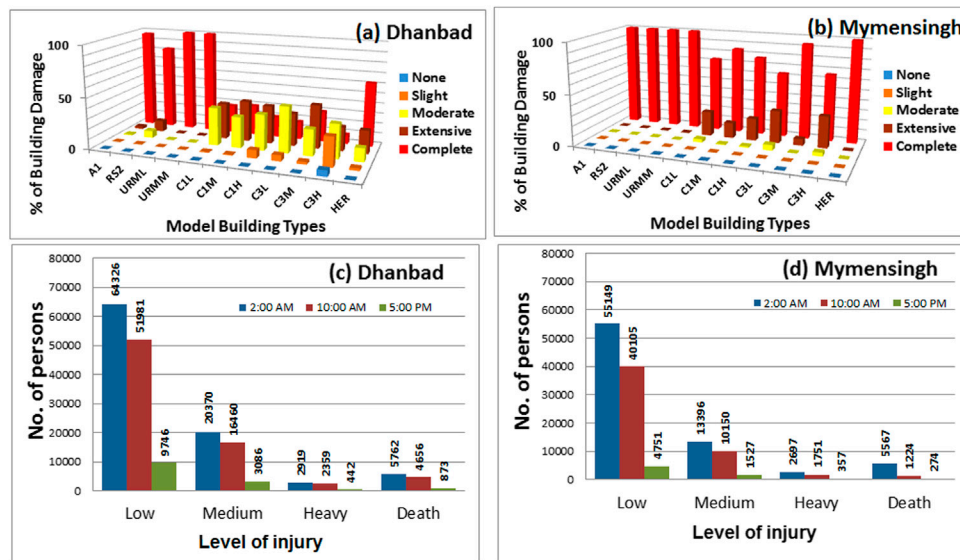 (a) Dhanbad
% of Building Damage
100
50
0
None
Slight
Moderate
Extensive
Complete
A1
RS2
URML
URMM
C1L
C1M
C1H
C3L
C3M
C3H
HER
Model Building Types
(b) Mymensingh
% of Building Damage
100
50
0
None
Slight
Moderate
Extensive
Complete
A1
RS2
URML
URMM
C1L
C1M
C1H
C3L
C3M
C3H
HER
Model Building Types
(c) Dhanbad
No. of persons
80000
70000
60000
50000
40000
30000
20000
10000
0
2:00 AM 10:00 AM 5:00 PM
64326
51981
9746
20370
16460
3086
2919
2359
442
5762
4656
873
Low Medium Heavy Death
Level of injury
(d) Mymensingh
No. of persons
80000
70000
60000
50000
40000
30000
20000
10000
0
2:00 AM 10:00 AM 5:00 PM
55149
40105
4751
13396
10150
1527
2697
1751
357
5567
1224
274
Low Medium Heavy Death
Level of injury